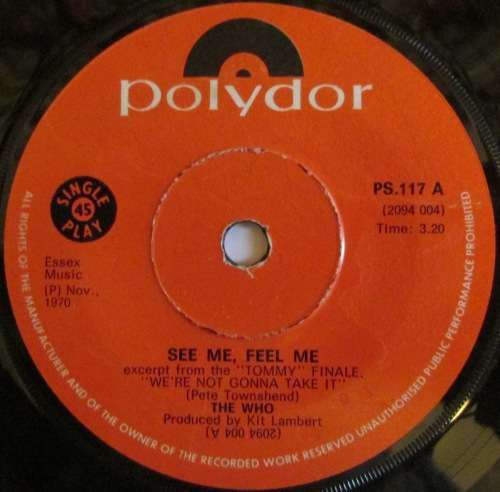 polydor
PS.117 A
(2094 004)
Time: 3.20
SINGLE
45
PLAY
Essex
Music
(P) Nov.,
1970
SEE ME, FEEL ME
excerpt from the "TOMMY" FINALE,
"WE'RE NOT GONNA TAKE IT"
(Pete Townshend)
THE WHO
Produced by Kit Lambert
(2094 004 A)
ALL RIGHTS OF THE MANUFACTURER AND OF THE OWNER OF THE RECORDED WORK RESERVED UNAUTHORISED PUBLIC PERFORMANCE PROHIBITED